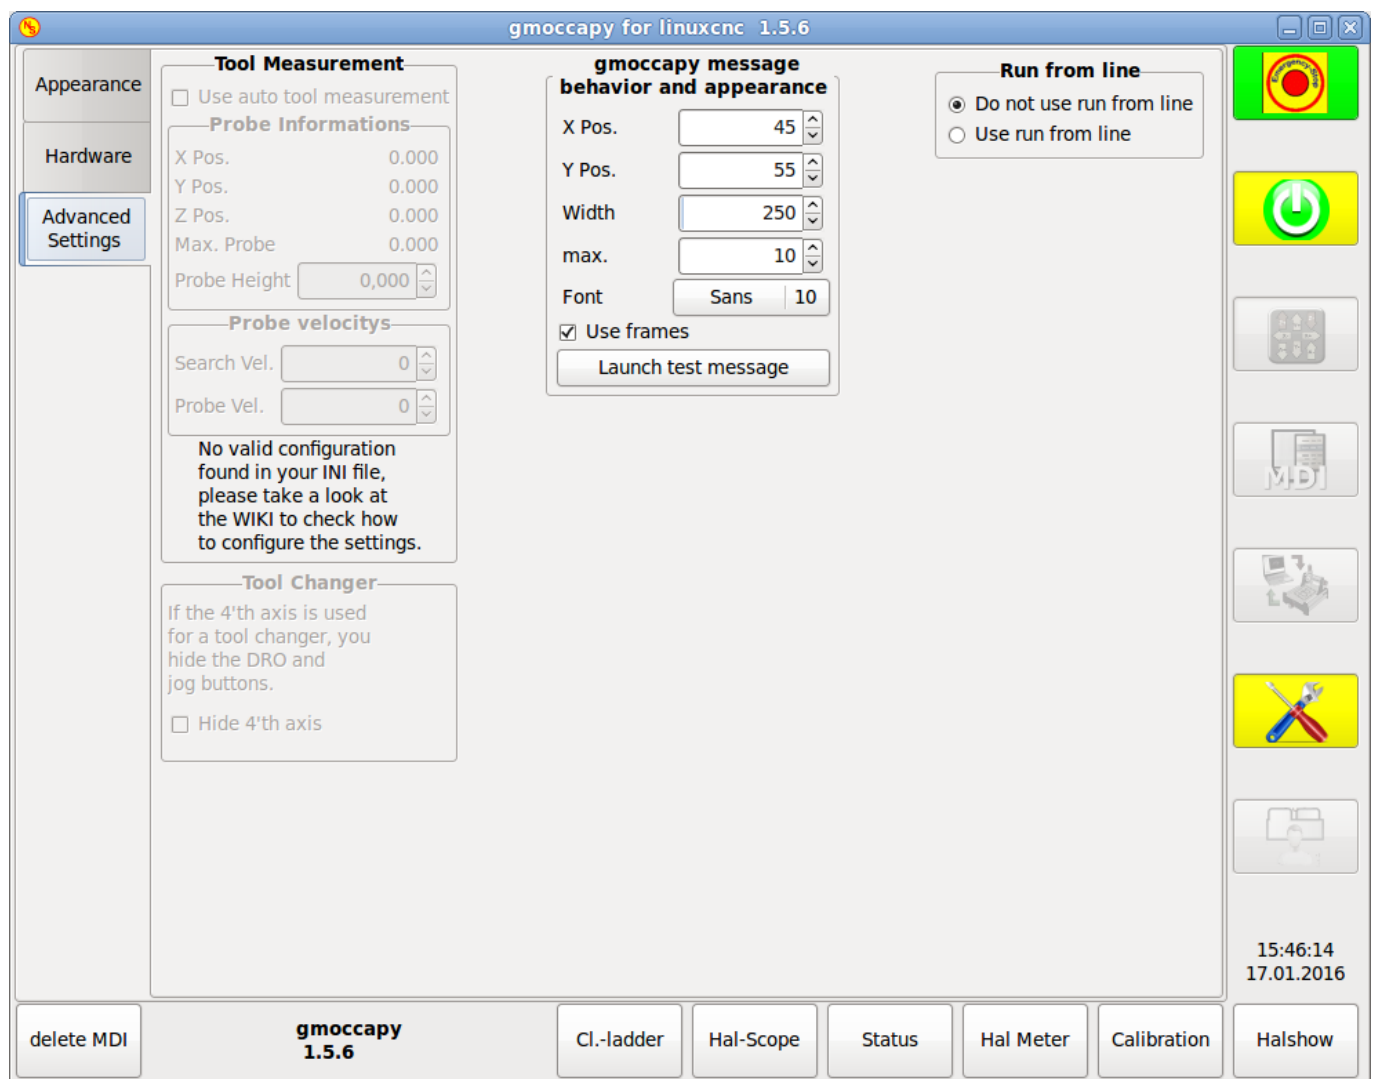 gmoccapy for linuxcnc 1.5.6
Appearance
Hardware
Advanced
Settings
Tool Measurement
Use auto tool measurement
Probe Informations
X Pos. 0.000
Y Pos. 0.000
Z Pos. 0.000
Max. Probe 0.000
Probe Height 0,000
Probe velocitys
Search Vel. 0
Probe Vel. 0
No valid configuration
found in your INI file,
please take a look at
the WIKI to check how
to configure the settings.
Tool Changer
If the 4'th axis is used
for a tool changer, you
hide the DRO and
jog buttons.
Hide 4'th axis
gmoccapy message
behavior and appearance
X Pos. 45
Y Pos. 55
Width 250
max. 10
Font Sans 10
Use frames
Launch test message
Run from line
Do not use run from line
Use run from line
Emergency-Stop
MDI
15:46:14
17.01.2016
delete MDI
gmoccapy
1.5.6
Cl.-ladder
Hal-Scope
Status
Hal Meter
Calibration
Halshow